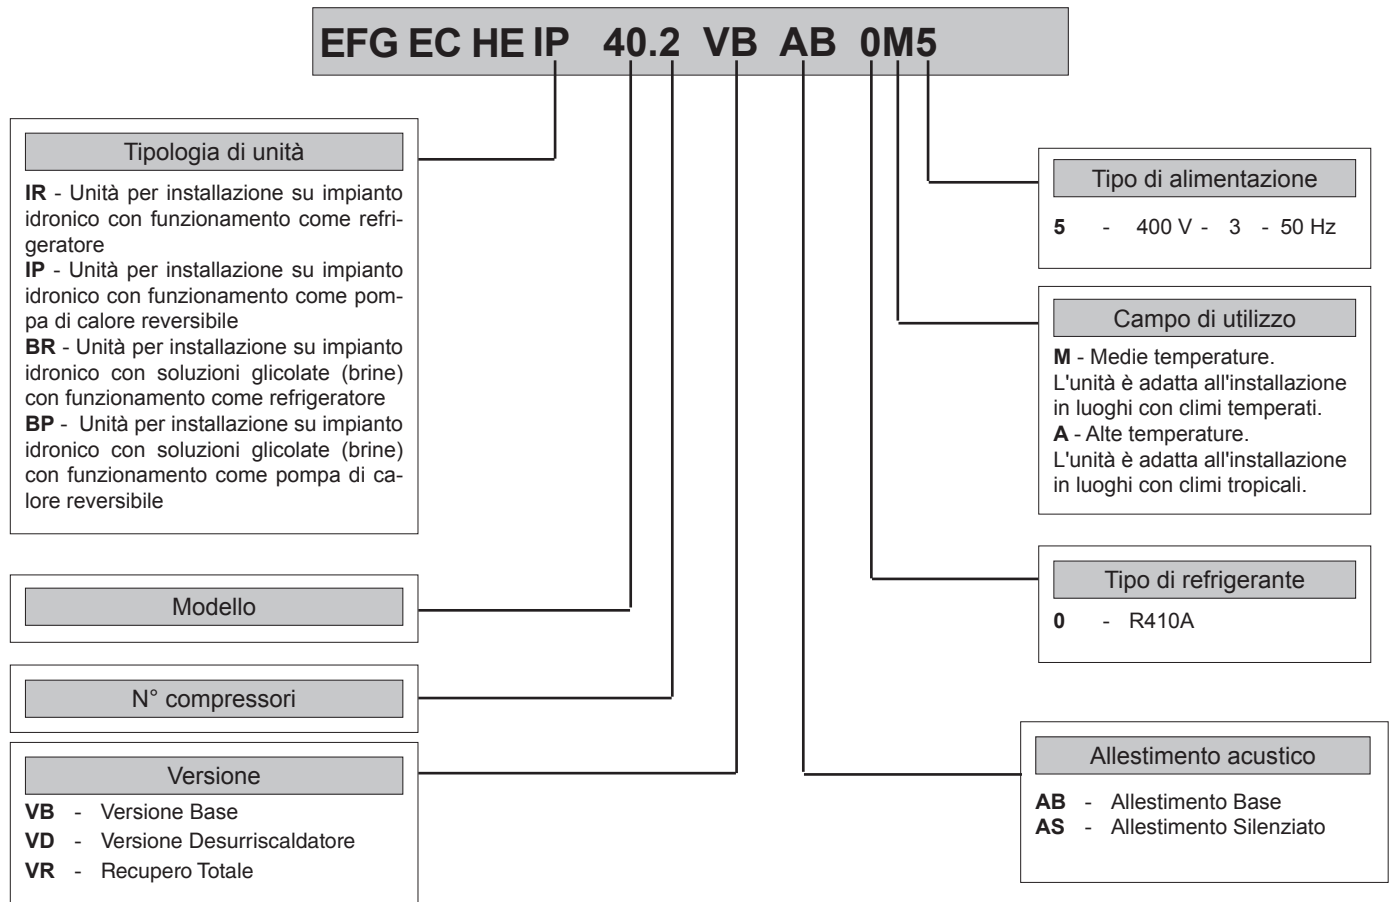 EFG EC HE IP 40.2 VB AB 0M5
Tipologia di unità
IR - Unità per installazione su impianto
idronico con funzionamento come refri-
geratore
IP - Unità per installazione su impianto
idronico con funzionamento come pom-
pa di calore reversibile
BR - Unità per installazione su impianto
idronico con soluzioni glicolate (brine)
con funzionamento come refrigeratore
BP - Unità per installazione su impianto
idronico con soluzioni glicolate (brine)
con funzionamento come pompa di ca-
lore reversibile
Modello
N° compressori
Versione
VB - Versione Base
VD - Versione Desurriscaldatore
VR - Recupero Totale
Tipo di alimentazione
5 - 400 V - 3 - 50 Hz
Campo di utilizzo
M - Medie temperature.
L'unità è adatta all'installazione
in luoghi con climi temperati.
A - Alte temperature.
L'unità è adatta all'installazione
in luoghi con climi tropicali.
Tipo di refrigerante
0 - R410A
Allestimento acustico
AB - Allestimento Base
AS - Allestimento Silenziato